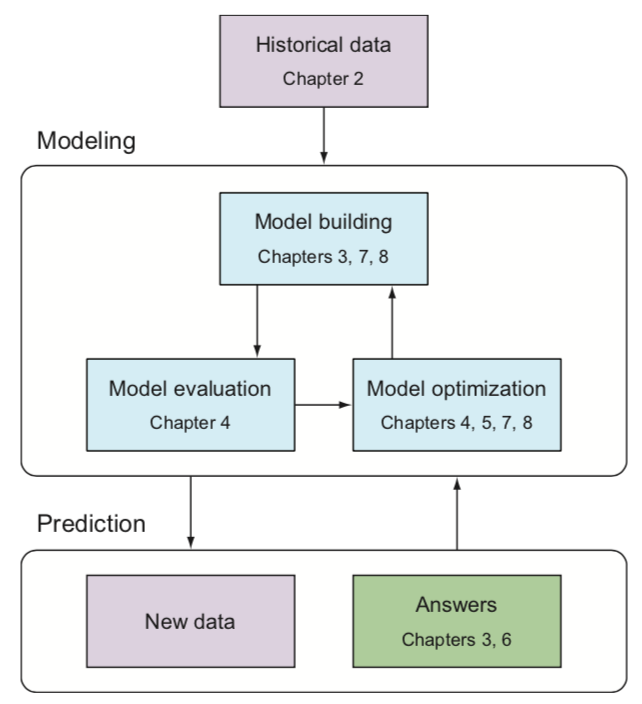 Historical data
Chapter 2
Modeling
Model building
Chapters 3, 7, 8
Model evaluation
Chapter 4
Model optimization
Chapters 4, 5, 7, 8
Prediction
New data
Answers
Chapters 3, 6